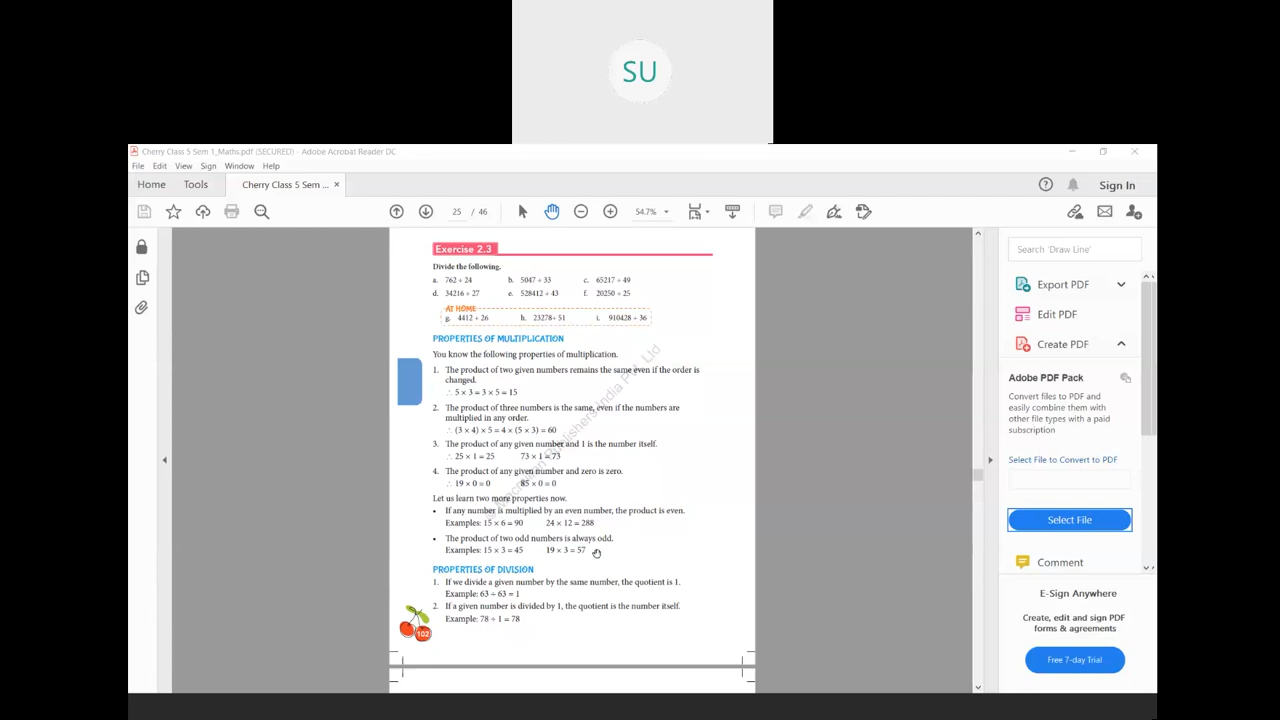 SU
Cherry Class 5 Sem 1_Maths.pdf (SECURED) - Adobe Acrobat Reader DC
File Edit View Sign Window Help
Home Tools Cherry Class 5 Sem ... × Sign In
25 / 46 54.7%
Exercise 2.3
Divide the following.
a. 762 ÷ 24 b. 5047 ÷ 33 c. 65217 ÷ 49
d. 34216 ÷ 27 e. 528412 ÷ 43 f. 20250 ÷ 25
AT HOME
g. 4412 ÷ 26 h. 23278÷ 51 i. 910428 ÷ 36
PROPERTIES OF MULTIPLICATION
You know the following properties of multiplication.
1. The product of two given numbers remains the same even if the order is
changed.
∴ 5 × 3 = 3 × 5 = 15
2. The product of three numbers is the same, even if the numbers are
multiplied in any order.
∴ (3 × 4) × 5 = 4 × (5 × 3) = 60
3. The product of any given number and 1 is the number itself.
∴ 25 × 1 = 25 73 × 1 = 73
4. The product of any given number and zero is zero.
∴ 19 × 0 = 0 85 × 0 = 0
Let us learn two more properties now.
• If any number is multiplied by an even number, the product is even.
Examples: 15 × 6 = 90 24 × 12 = 288
• The product of two odd numbers is always odd.
Examples: 15 × 3 = 45 19 × 3 = 57
PROPERTIES OF DIVISION
1. If we divide a given number by the same number, the quotient is 1.
Example: 63 ÷ 63 = 1
2. If a given number is divided by 1, the quotient is the number itself.
Example: 78 ÷ 1 = 78
102
© Macmillan Publishers India Pvt. Ltd
Search 'Draw Line'
Export PDF
Edit PDF
Create PDF
Adobe PDF Pack
Convert files to PDF and
easily combine them with
other file types with a paid
subscription
Select File to Convert to PDF
Select File
Comment
E-Sign Anywhere
Create, edit and sign PDF
forms & agreements
Free 7-day Trial